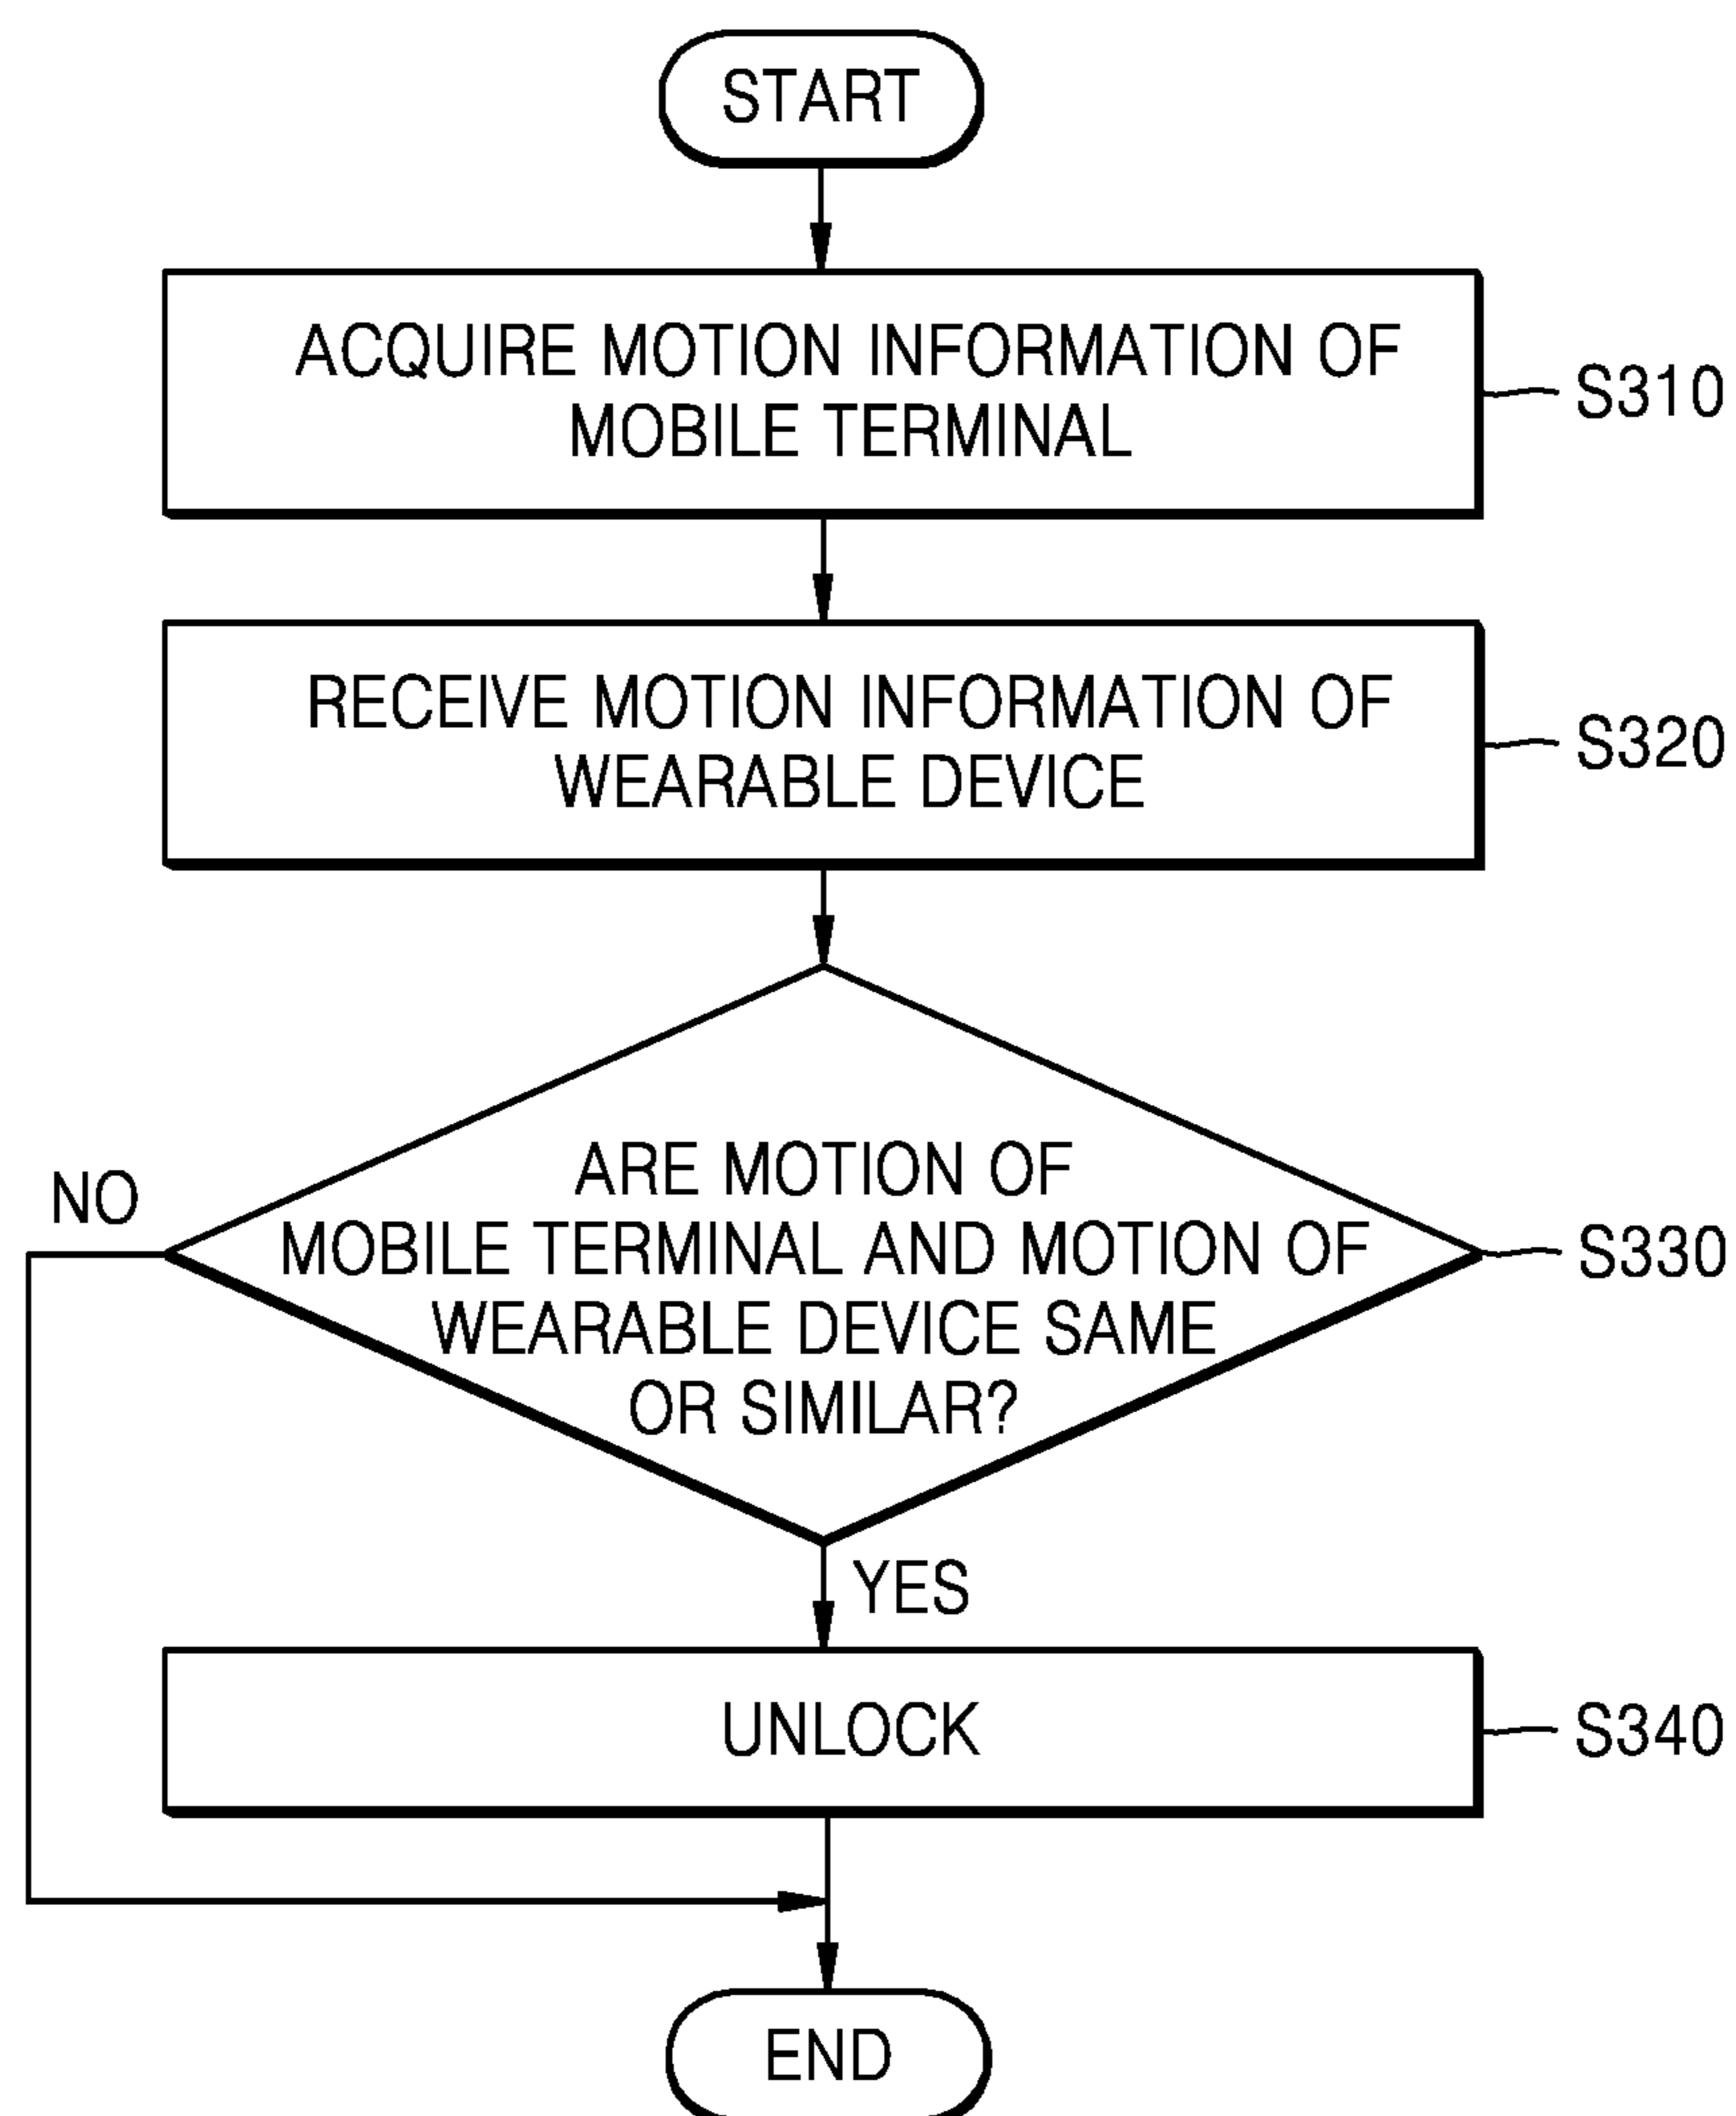 START
ACQUIRE MOTION INFORMATION OF
MOBILE TERMINAL
S310
RECEIVE MOTION INFORMATION OF
WEARABLE DEVICE
S320
NO
ARE MOTION OF
MOBILE TERMINAL AND MOTION OF
WEARABLE DEVICE SAME
OR SIMILAR?
S330
YES
UNLOCK
S340
END